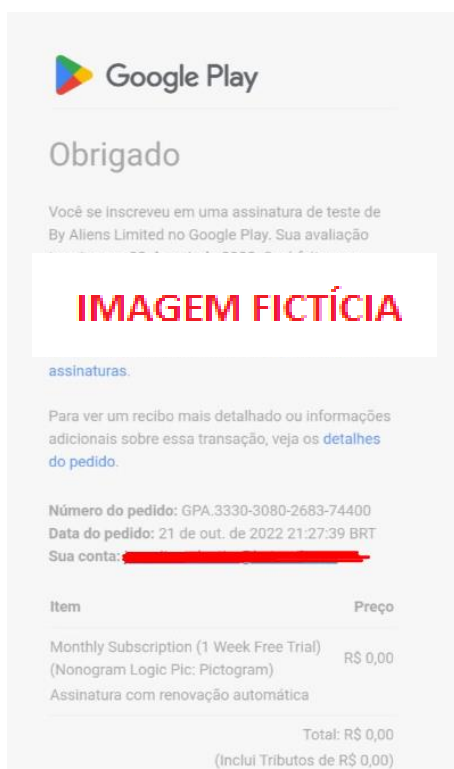 Google Play
Obrigado
Você se inscreveu em uma assinatura de teste de
By Aliens Limited no Google Play. Sua avaliação
IMAGEM FICTÍCIA
assinaturas.
Para ver um recibo mais detalhado ou informações
adicionais sobre essa transação, veja os detalhes
do pedido.
Número do pedido: GPA.3330-3080-2683-
74400
Data do pedido: 21 de out. de 2022 21:27:39 BRT
Sua conta:
Item Preço
Monthly Subscription (1 Week Free Trial)
(Nonogram Logic Pic: Pictogram) R$ 0,00
Assinatura com renovação automática
Total: R$ 0,00
(Inclui Tributos de R$ 0,00)